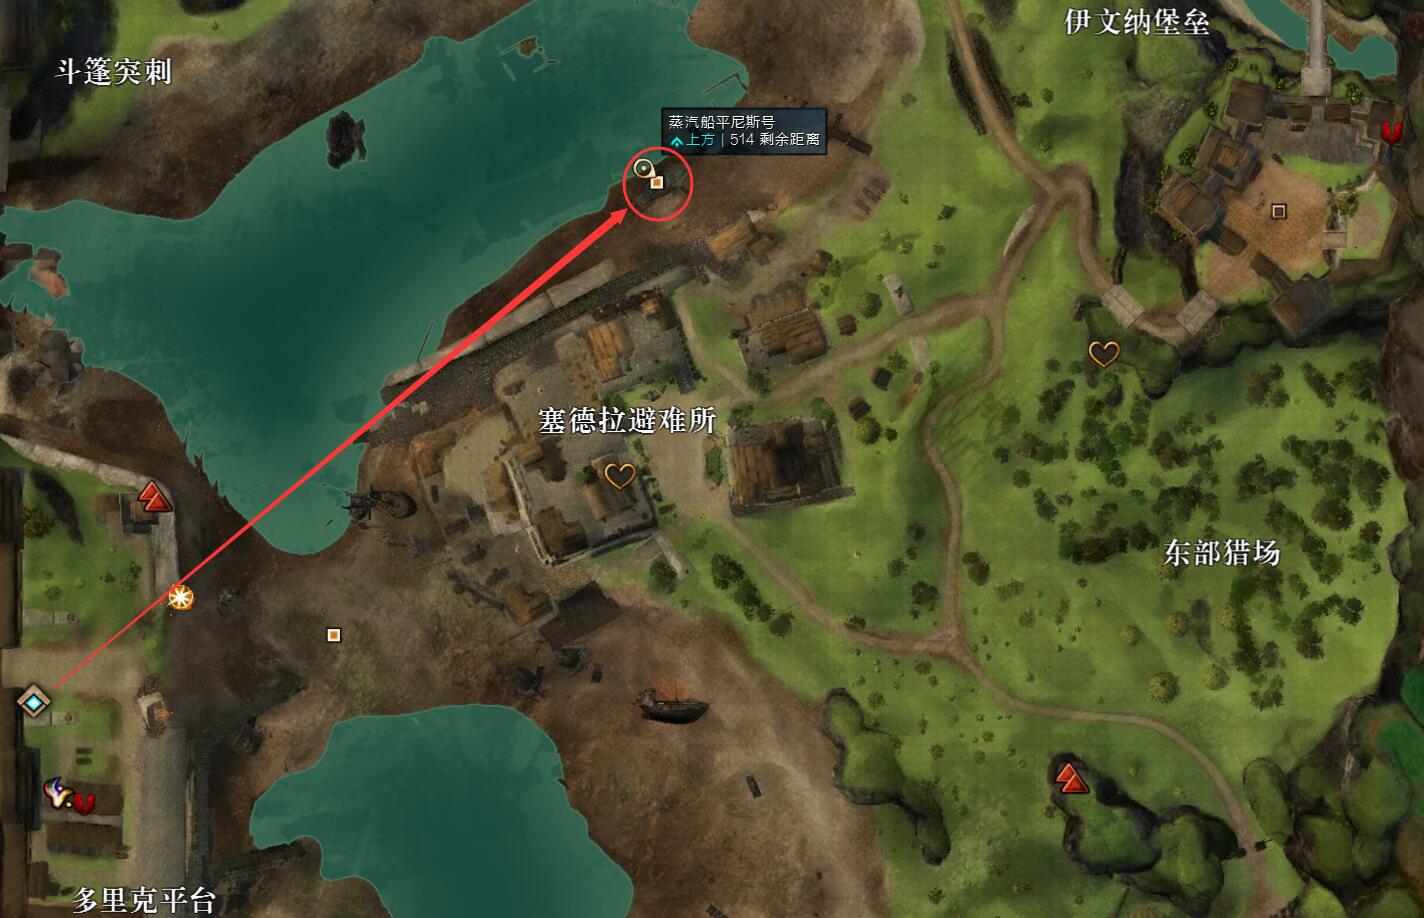 伊文纳堡垒
斗篷突刺
蒸汽船平尼斯号
上方 | 514 剩余距离
塞德拉避难所
东部猎场
多里克平台